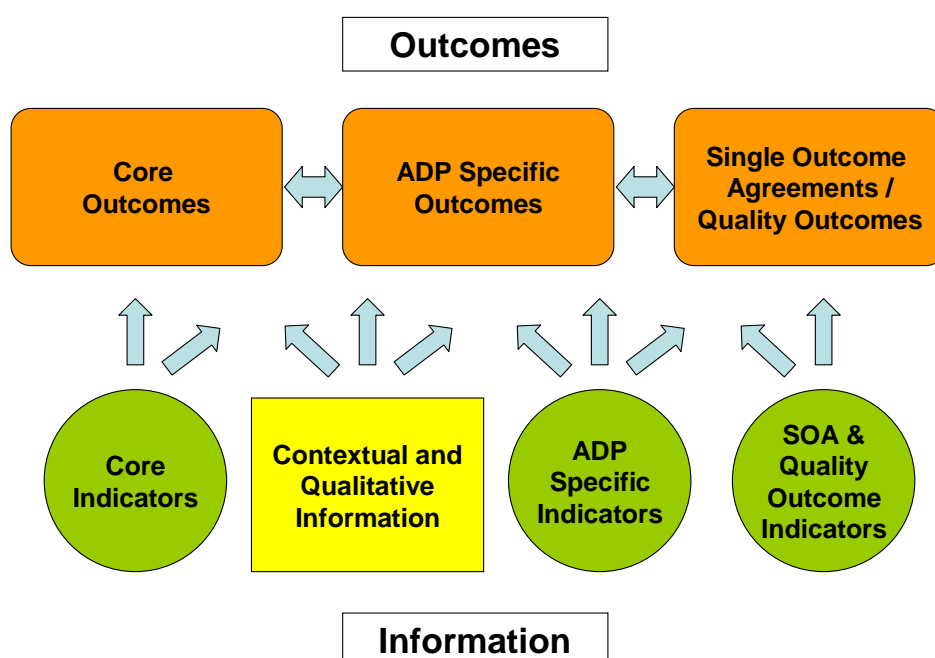 Outcomes
Core
Outcomes
ADP Specific
Outcomes
Single Outcome
Agreements /
Quality Outcomes
Core
Indicators
Contextual and
Qualitative
Information
ADP
Specific
Indicators
SOA &
Quality
Outcome
Indicators
Information